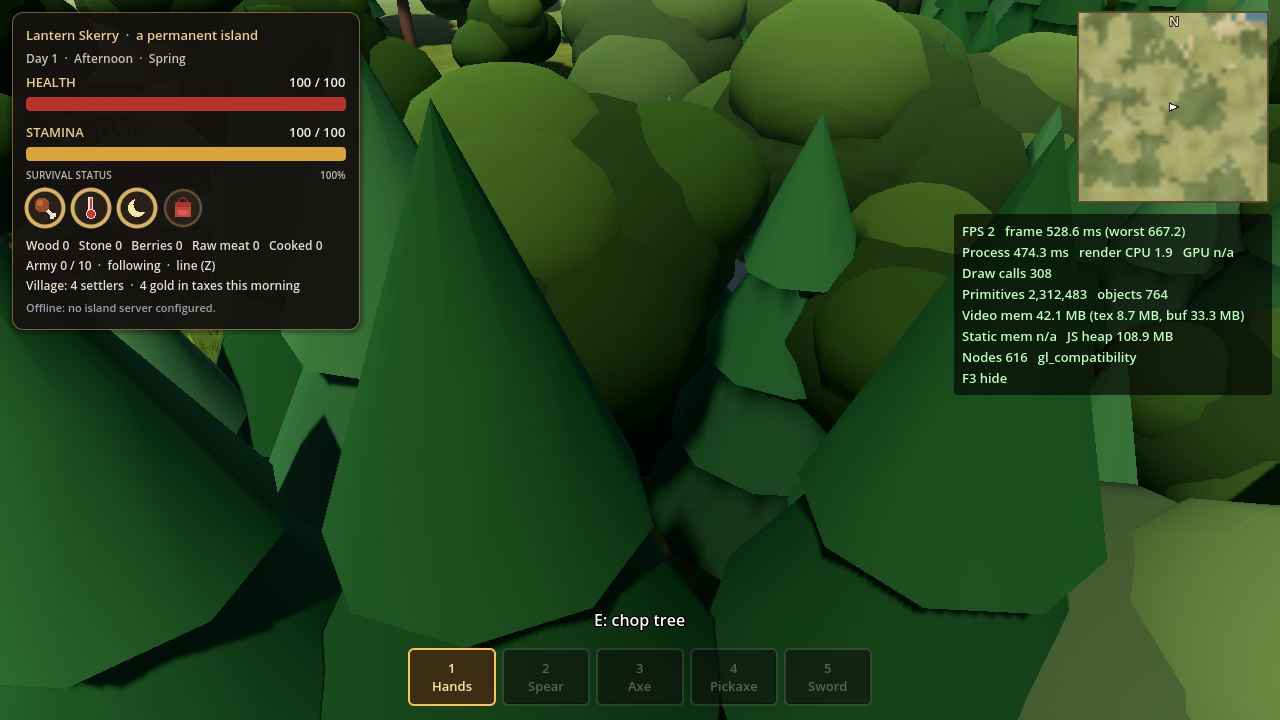 Lantern Skerry · a permanent island
Day 1 · Afternoon · Spring
HEALTH 100 / 100
STAMINA 100 / 100
SURVIVAL STATUS 100%
Wood 0 Stone 0 Berries 0 Raw meat 0 Cooked 0
Army 0 / 10 · following · line (Z)
Village: 4 settlers · 4 gold in taxes this morning
Offline: no island server configured.
N
FPS 2 frame 528.6 ms (worst 667.2)
Process 474.3 ms render CPU 1.9 GPU n/a
Draw calls 308
Primitives 2,312,483 objects 764
Video mem 42.1 MB (tex 8.7 MB, buf 33.3 MB)
Static mem n/a JS heap 108.9 MB
Nodes 616 gl_compatibility
F3 hide
E: chop tree
1 2 3 4 5
Hands Spear Axe Pickaxe Sword